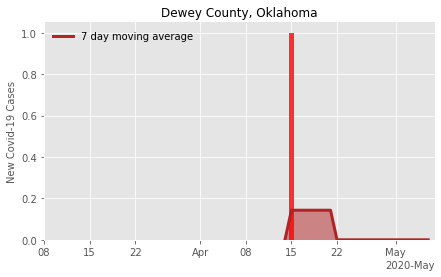 Dewey County, Oklahoma
7 day moving average
New Covid-19 Cases
1.0
0.8
0.6
0.4
0.2
0.0
08 15 22 Apr 08 15 22 May
2020-May